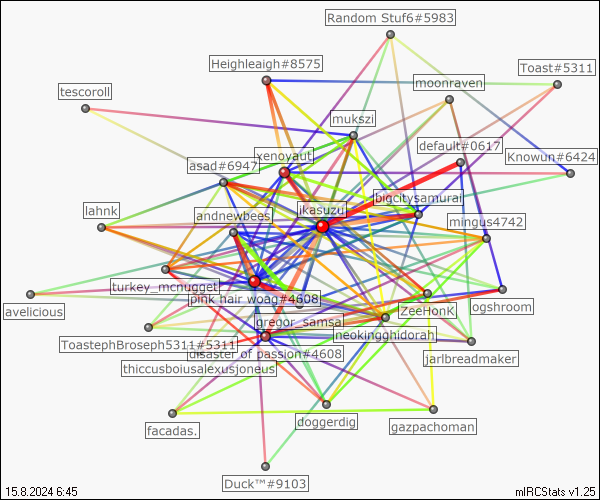 Random Stuf6#5983
Heighleaigh#8575
Toast#5311
moonraven
tescoroll
mukszi
default#0617
xenoyaut
Knowun#6424
asad#6947
bigcitysamurai
lahnk
jkasuzu
andnewbees
mingus4742
turkey_mcnugget
pink hair woag#4608
avelicious
ZeeHonK
logshroom
gregor_samsa
neokingghidorah
ToastephBroseph5311#5311
disaster of passion#4608
jarlbreadmaker
thiccusboiusalexusjoneus
doggerdig
gazpachoman
facadas.
Duck™#9103
15.8.2024 6:45
mIRCStats v1.25